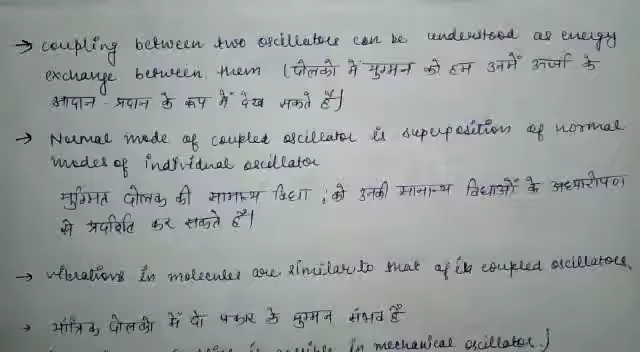 → coupling between two oscillators can be understood as energy
exchange between them (दोलको में युग्मन को हम उनमें ऊर्जा के
आदान-प्रदान के रूप में देख सकते हैं)
→ Normal mode of coupled oscillator is superposition of normal
modes of individual oscillator
युग्मित दोलक की सामान्य विधा, को उनकी सामान्य विधाओं के अध्यारोपण
से प्रदर्शित कर सकते हैं।
→ vibrations in molecules are similar to that of coupled oscillators.
→ यांत्रिक दोलको में दो प्रकार के युग्मन संभव है
in mechanical oscillator.)